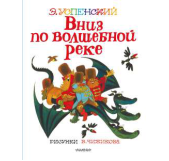 Э. УСПЕНСКИЙ
ВНИЗ
ПО ВОЛШЕБНОЙ
РЕКЕ
РИСУНКИ В. ЧИЖИКОВА